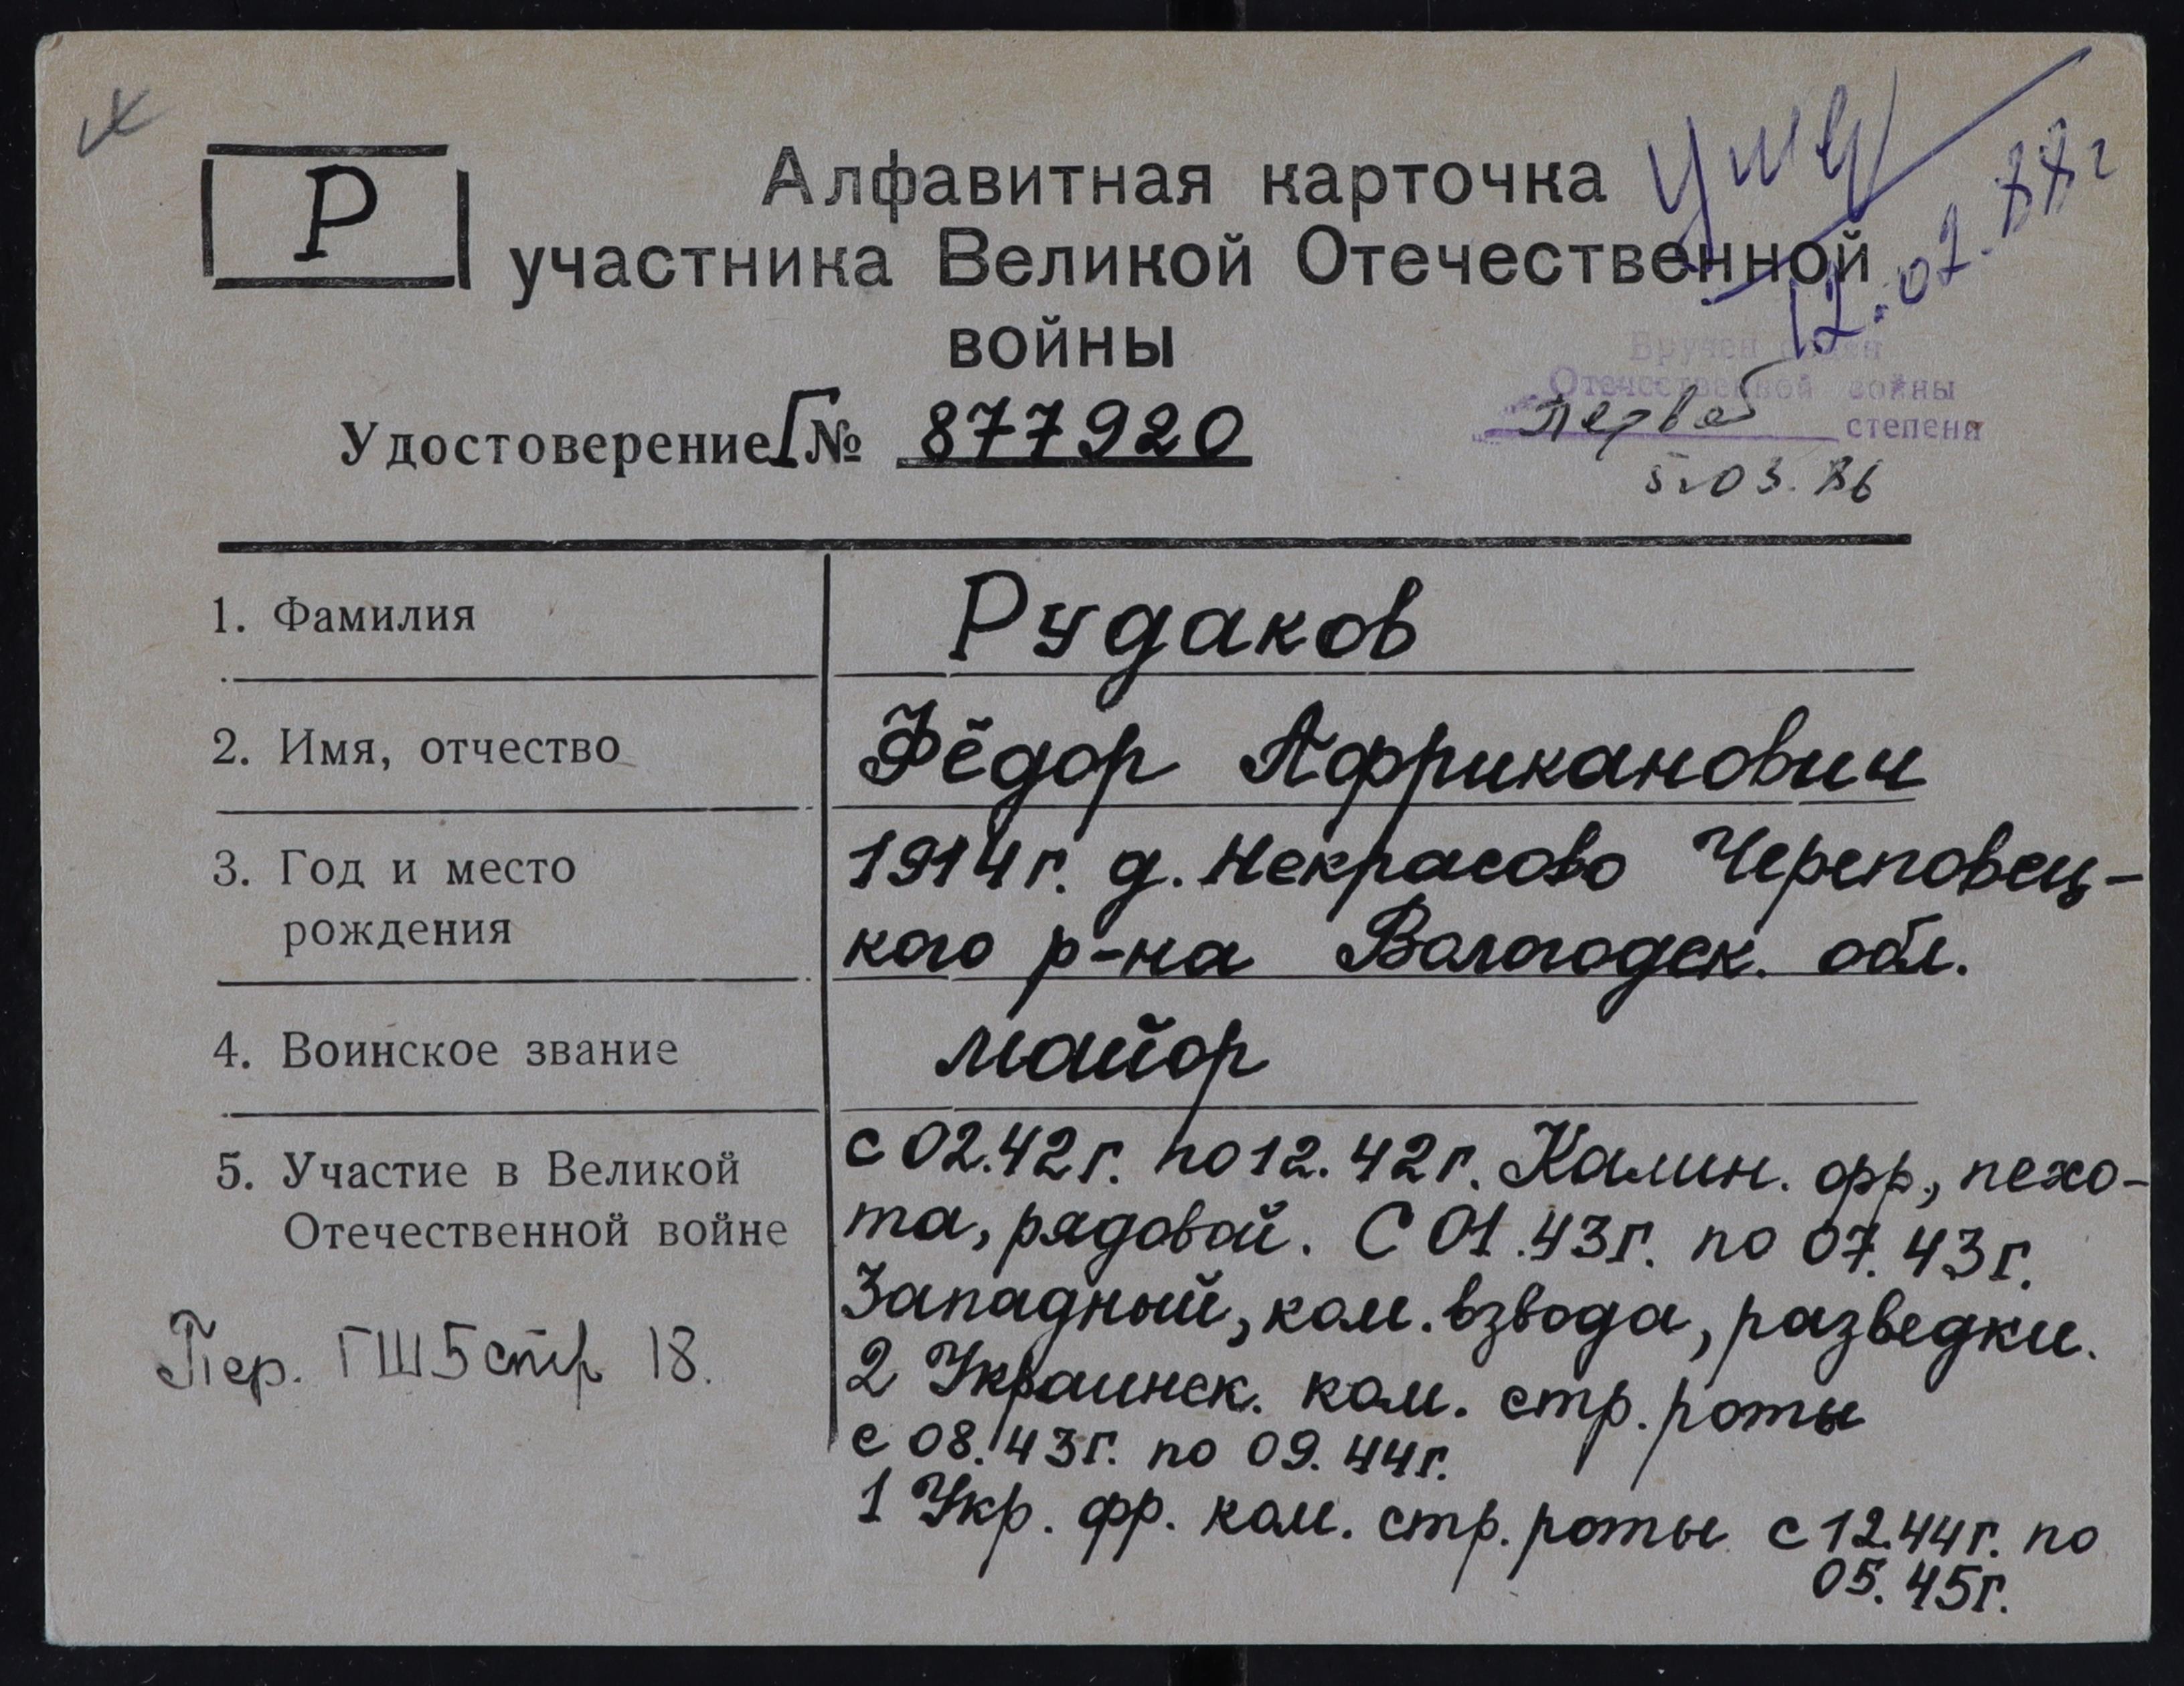 Р
Алфавитная карточка
участника Великой Отечественной
войны
умер
12.02.88г
Удостоверение Г № 877920
Вручен орден
Отечественной войны
первой степени
5.03.86
1. Фамилия
Рудаков
2. Имя, отчество
Фёдор Африканович
3. Год и место
рождения
1914г. д. Некрасово Череповец-
кого р-на Вологодск. обл.
4. Воинское звание
майор
5. Участие в Великой
Отечественной войне
с 02.42г. по 12.42г. Калин. фр., пехо-
та, рядовой. С 01.43г. по 07.43г.
Западный, ком. взвода, разведки.
2 Украинск. ком. стр. роты
с 08.43г. по 09.44г.
1 Укр. фр. ком. стр. роты с 12.44г. по
05.45г.
Пер. ГШ5 стр 18.